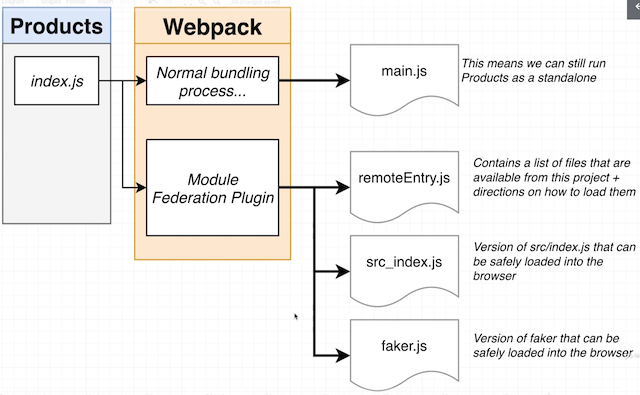 Products
Webpack
index.js
Normal bundling
process...
main.js
This means we can still run
Products as a standalone
Module
Federation Plugin
remoteEntry.js
Contains a list of files that are
available from this project +
directions on how to load them
src_index.js
Version of src/index.js that can
be safely loaded into the
browser
faker.js
Version of faker that can be
safely loaded into the browser